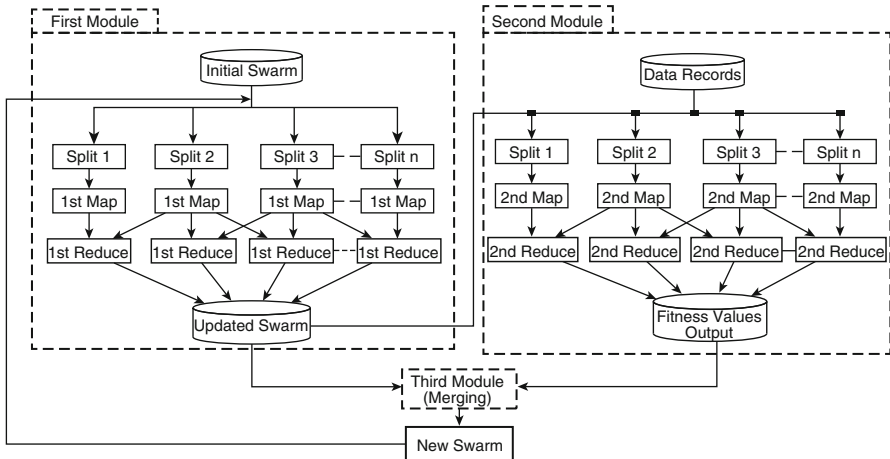 First Module
Initial Swarm
Split 1
Split 2
Split 3
Split n
1st Map
1st Map
1st Map
1st Map
1st Reduce
1st Reduce
1st Reduce
1st Reduce
Updated Swarm
Second Module
Data Records
Split 1
Split 2
Split 3
Split n
2nd Map
2nd Map
2nd Map
2nd Map
2nd Reduce
2nd Reduce
2nd Reduce
2nd Reduce
Fitness Values
Output
Third Module
(Merging)
New Swarm